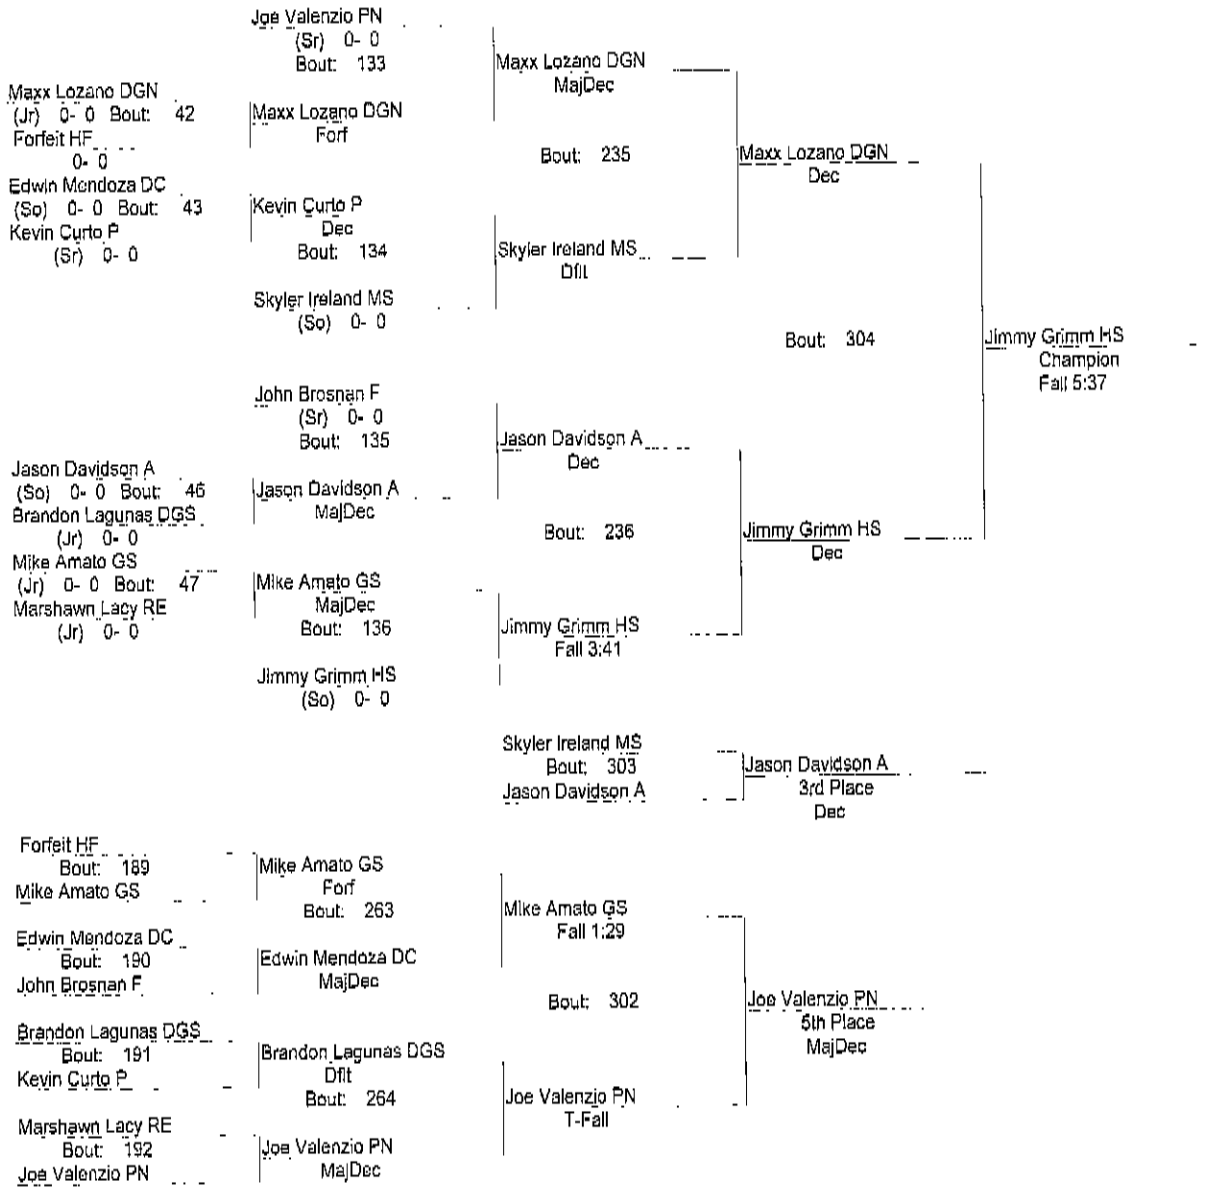 Joe Valenzio PN
(Sr) 0- 0
Bout: 133
Maxx Lozano DGN
MajDec
Maxx Lozano DGN
(Jr) 0- 0 Bout: 42
Forfeit HF
0- 0
Maxx Lozano DGN
Forf
Bout: 235
Maxx Lozano DGN
Dec
Edwin Mendoza DC
(So) 0- 0 Bout: 43
Kevin Curto P
(Sr) 0- 0
Kevin Curto P
Dec
Bout: 134
Skyler Ireland MS
Dflt
Skyler Ireland MS
(So) 0- 0
Bout: 304
Jimmy Grimm HS
Champion
Fall 5:37
John Brosnan F
(Sr) 0- 0
Bout: 135
Jason Davidson A
Dec
Jason Davidson A
(So) 0- 0 Bout: 46
Brandon Lagunas DGS
(Jr) 0- 0
Jason Davidson A
MajDec
Bout: 236
Jimmy Grimm HS
Dec
Mike Amato GS
(Jr) 0- 0 Bout: 47
Marshawn Lacy RE
(Jr) 0- 0
Mike Amato GS
MajDec
Bout: 136
Jimmy Grimm HS
Fall 3:41
Jimmy Grimm HS
(So) 0- 0
Skyler Ireland MS
Bout: 303
Jason Davidson A
Jason Davidson A
3rd Place
Dec
Forfeit HF
Bout: 189
Mike Amato GS
Mike Amato GS
Forf
Bout: 263
Mike Amato GS
Fall 1:29
Edwin Mendoza DC
Bout: 190
John Brosnan F
Edwin Mendoza DC
MajDec
Bout: 302
Joe Valenzio PN
5th Place
MajDec
Brandon Lagunas DGS
Bout: 191
Kevin Curto P
Brandon Lagunas DGS
Dflt
Bout: 264
Joe Valenzio PN
T-Fall
Marshawn Lacy RE
Bout: 192
Joe Valenzio PN
Joe Valenzio PN
MajDec